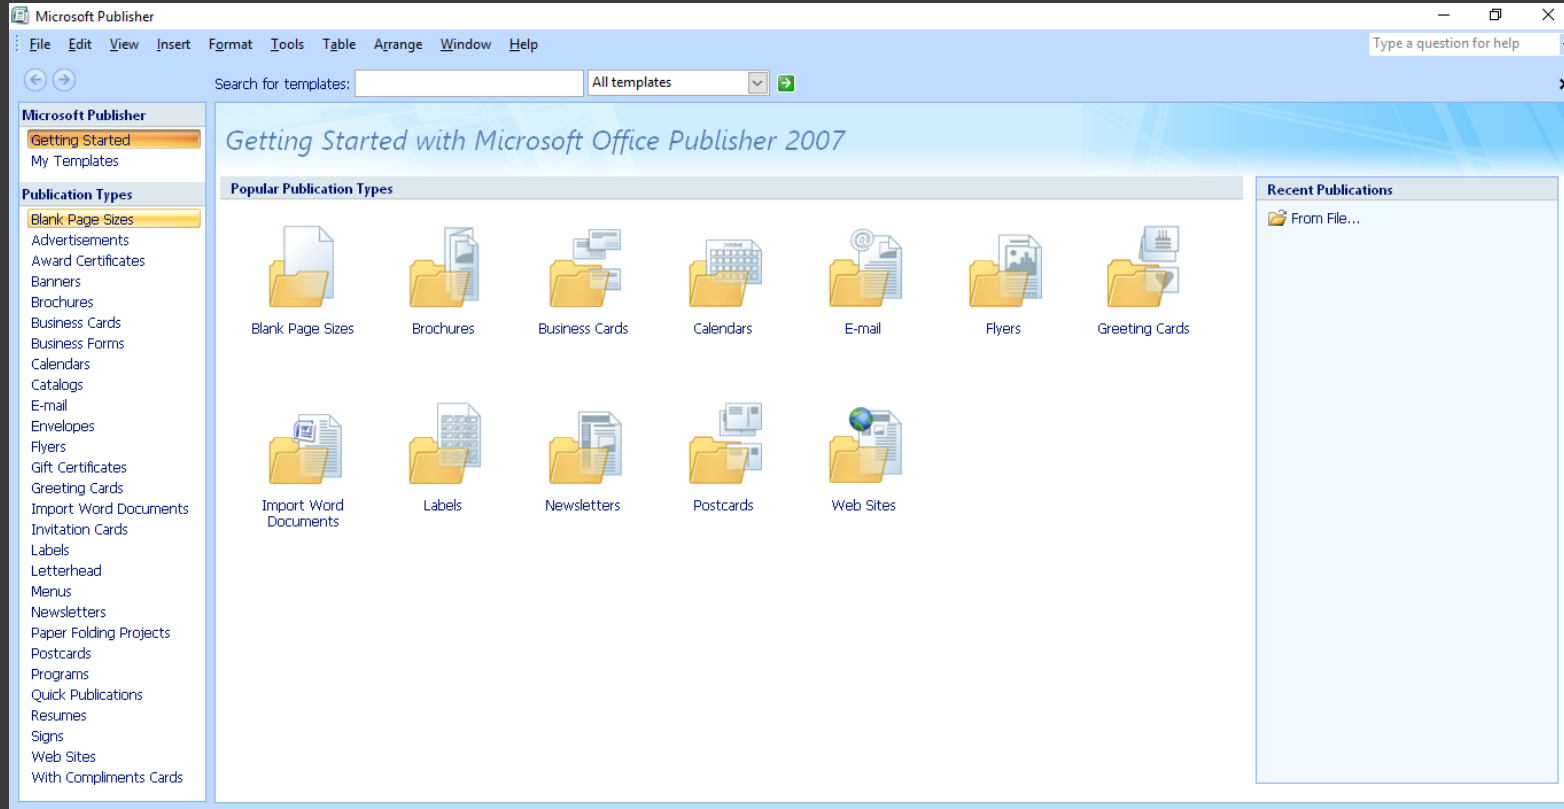 Microsoft Publisher
File Edit View Insert Format Tools Table Arrange Window Help
Type a question for help
Search for templates:
All templates
Microsoft Publisher
Getting Started
My Templates
Publication Types
Blank Page Sizes
Advertisements
Award Certificates
Banners
Brochures
Business Cards
Business Forms
Calendars
Catalogs
E-mail
Envelopes
Flyers
Gift Certificates
Greeting Cards
Import Word Documents
Invitation Cards
Labels
Letterhead
Menus
Newsletters
Paper Folding Projects
Postcards
Programs
Quick Publications
Resumes
Signs
Web Sites
With Compliments Cards
Getting Started with Microsoft Office Publisher 2007
Popular Publication Types
Blank Page Sizes
Brochures
Business Cards
Calendars
E-mail
Flyers
Greeting Cards
Import Word
Documents
Labels
Newsletters
Postcards
Web Sites
Recent Publications
From File...